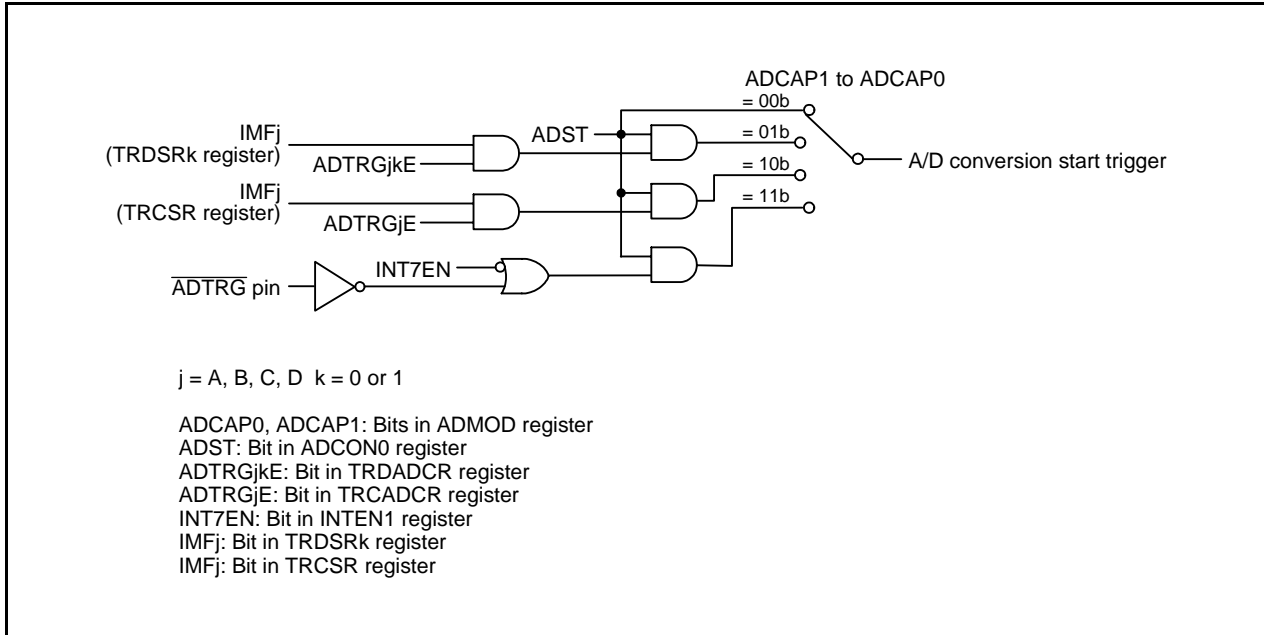 ADCAP1 to ADCAP0
= 00b
IMFj
(TRDSRk register)
ADTRGjkE
ADST
= 01b
A/D conversion start trigger
= 10b
IMFj
(TRCSR register)
ADTRGjE
= 11b
INT7EN
ADTRG pin
j = A, B, C, D k = 0 or 1
ADCAP0, ADCAP1: Bits in ADMOD register
ADST: Bit in ADCON0 register
ADTRGjkE: Bit in TRDADCR register
ADTRGjE: Bit in TRCADCR register
INT7EN: Bit in INTEN1 register
IMFj: Bit in TRDSRk register
IMFj: Bit in TRCSR register